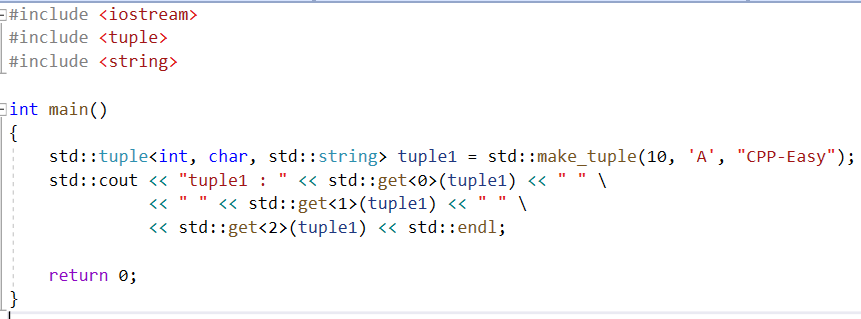 #include <iostream>
#include <tuple>
#include <string>
int main()
{
    std::tuple<int, char, std::string> tuple1 = std::make_tuple(10, 'A', "CPP-Easy");
    std::cout << "tuple1 : " << std::get<0>(tuple1) << " " \
              << " " << std::get<1>(tuple1) << " " \
              << std::get<2>(tuple1) << std::endl;
    return 0;
}